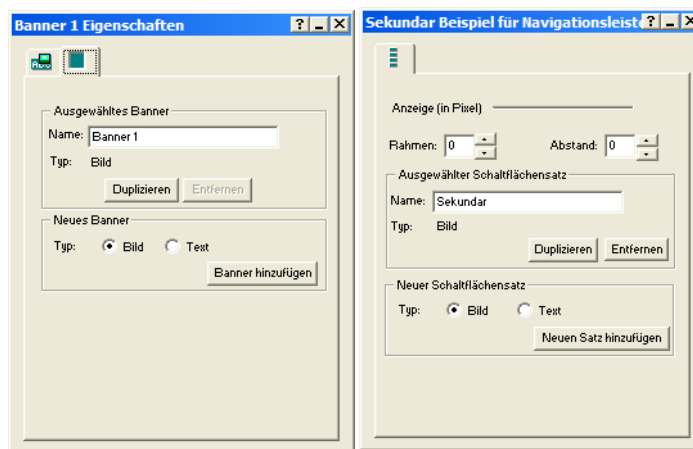 Banner 1 Eigenschaften
Ausgewähltes Banner
Name: Banner 1
Typ: Bild
Duplizieren Entfernen
Neues Banner
Typ: Bild Text
Banner hinzufügen
Sekundar Beispiel für Navigationsleist
Anzeige (in Pixel)
Rahmen: 0 Abstand: 0
Ausgewählter Schaltflächensatz
Name: Sekundar
Typ: Bild
Duplizieren Entfernen
Neuer Schaltflächensatz
Typ: Bild Text
Neuen Satz hinzufügen